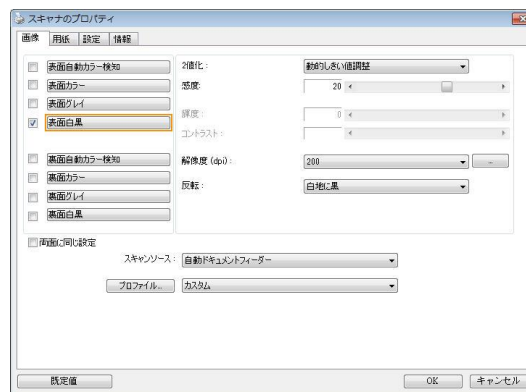 スキャナのプロパティ
画像 用紙 設定 情報
表面自動カラー検知
表面カラー
表面グレイ
表面白黒
裏面自動カラー検知
裏面カラー
裏面グレイ
裏面白黒
2値化： 動的しきい値調整
感度： 20
輝度： 0
コントラスト：
解像度 (dpi)： 200 ...
反転： 白地に黒
両面に同じ設定
スキャンソース： 自動ドキュメントフィーダー
プロファイル... カスタム
既定値 OK キャンセル